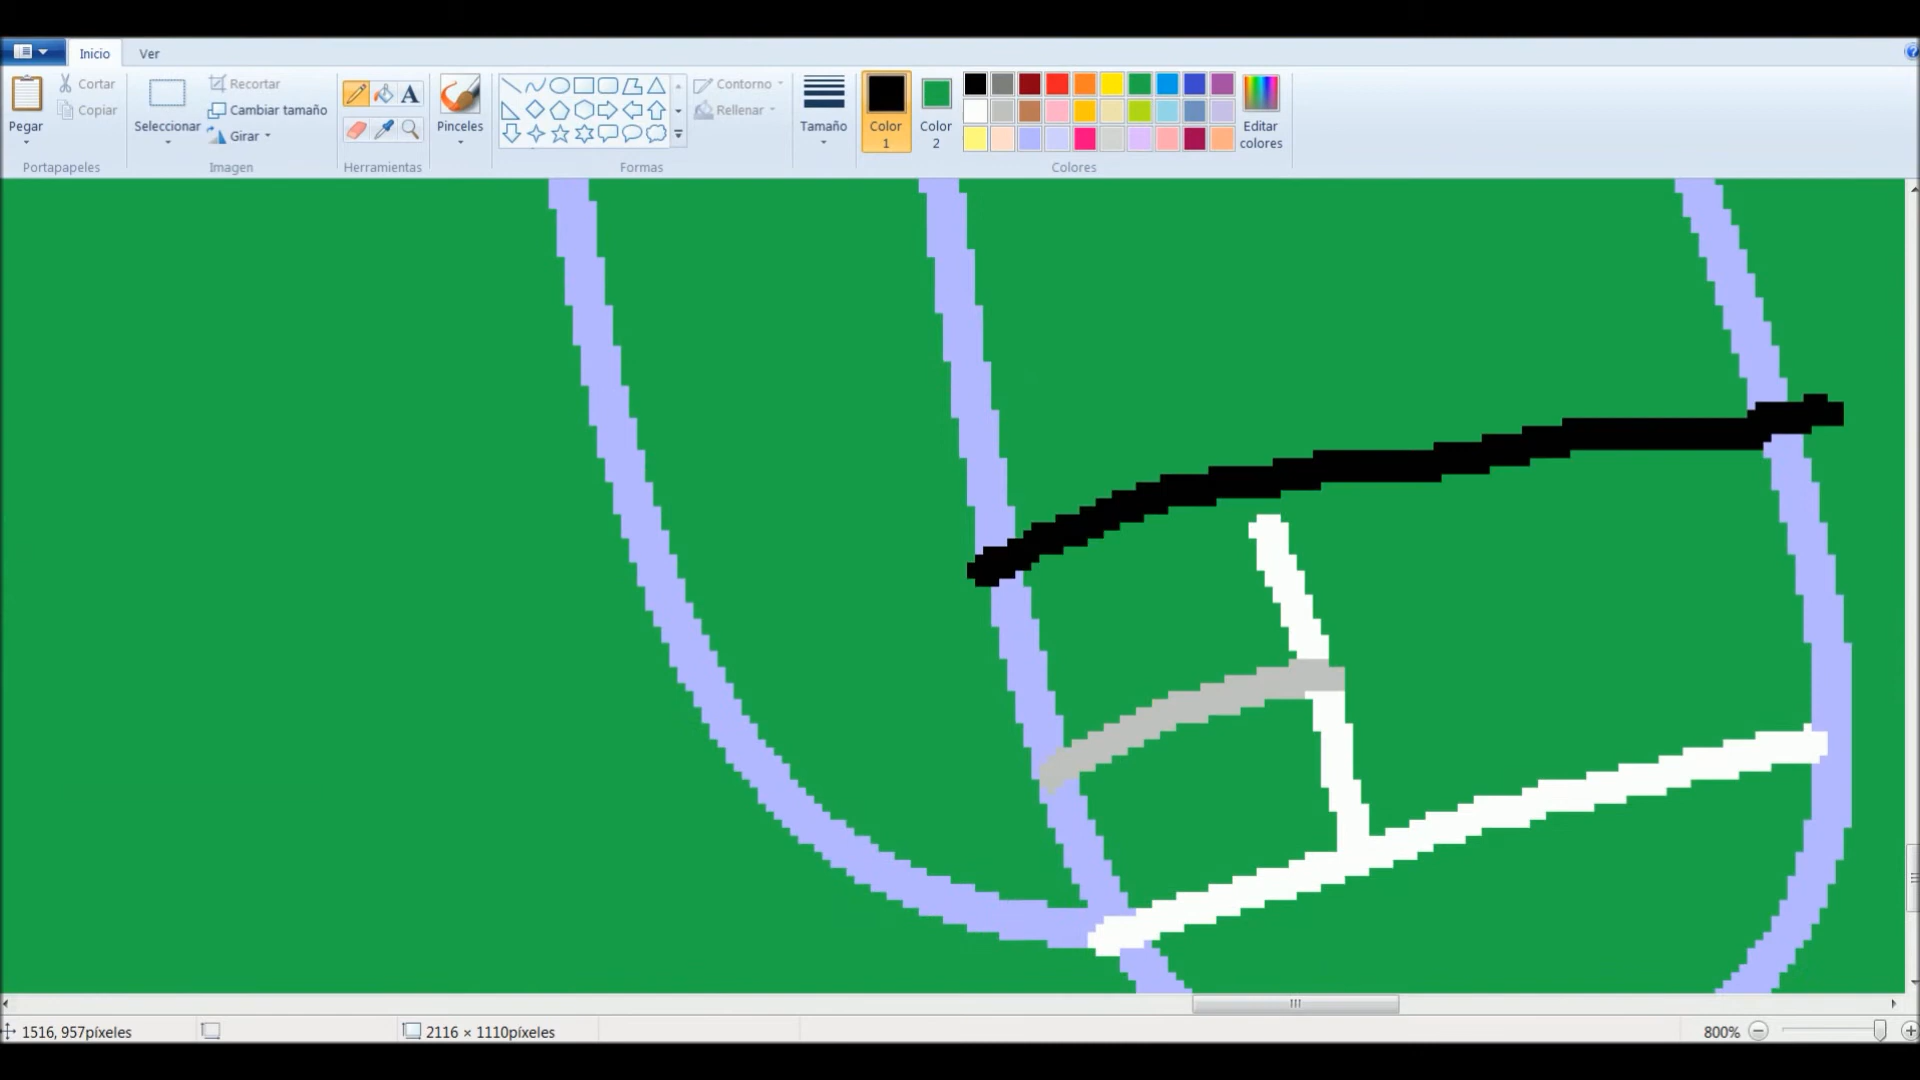 Inicio Ver
Pegar
Cortar
Copiar
Portapapeles
Seleccionar
Recortar
Cambiar tamaño
Girar
Imagen
A
Herramientas
Pinceles
Contorno
Rellenar
Formas
Tamaño
Color
1
Color
2
Editar
colores
Colores
1516, 957píxeles
2116 × 1110píxeles
800%